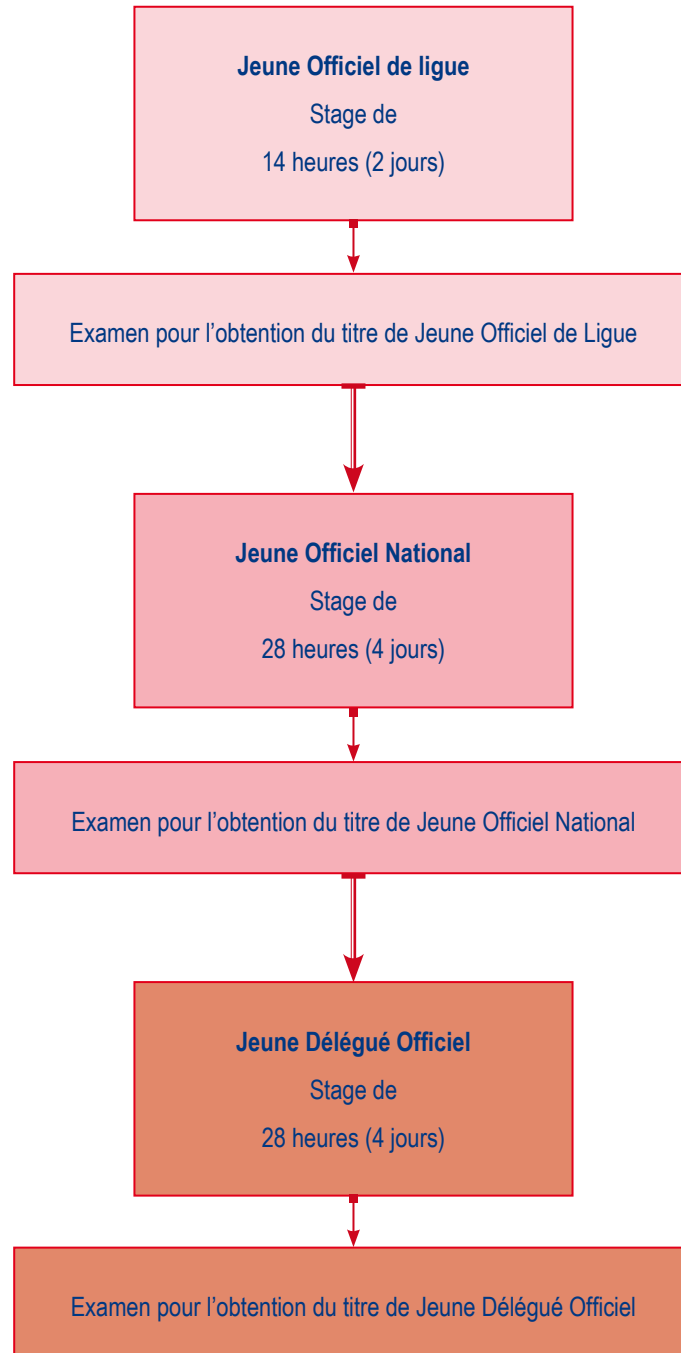 Jeune Officiel de ligue
Stage de
14 heures (2 jours)
Examen pour l’obtention du titre de Jeune Officiel de Ligue
Jeune Officiel National
Stage de
28 heures (4 jours)
Examen pour l’obtention du titre de Jeune Officiel National
Jeune Délégué Officiel
Stage de
28 heures (4 jours)
Examen pour l’obtention du titre de Jeune Délégué Officiel